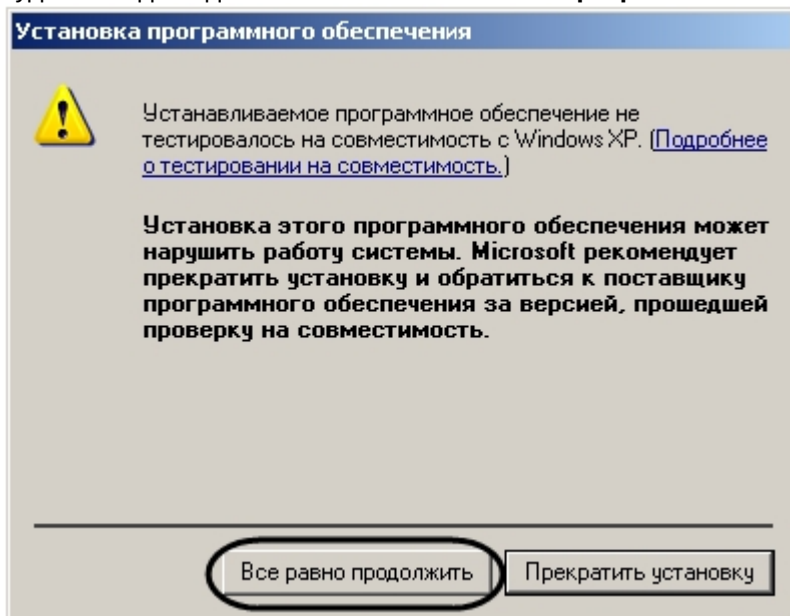 Установка программного обеспечения
Устанавливаемое программное обеспечение не
тестировалось на совместимость с Windows XP. (Подробнее
о тестировании на совместимость.)
Установка этого программного обеспечения может
нарушить работу системы. Microsoft рекомендует
прекратить установку и обратиться к поставщику
программного обеспечения за версией, прошедшей
проверку на совместимость.
Все равно продолжить Прекратить установку